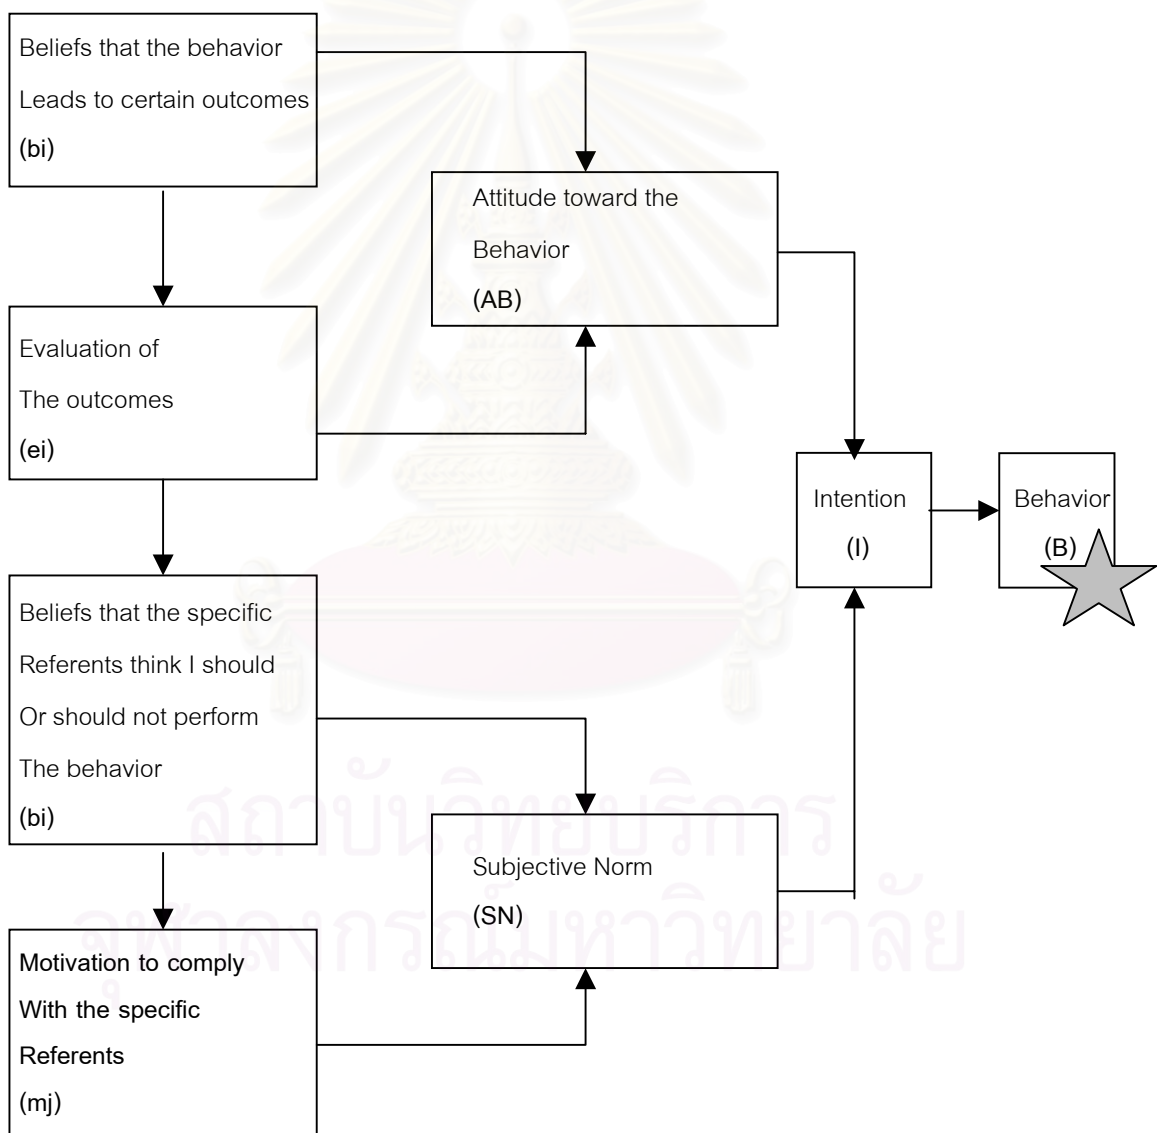 Beliefs that the behavior
Leads to certain outcomes
(bi)
Attitude toward the
Behavior
(AB)
Evaluation of
The outcomes
(ei)
Intention
(I)
Behavior
(B)
Beliefs that the specific
Referents think I should
Or should not perform
The behavior
(bi)
Subjective Norm
(SN)
Motivation to comply
With the specific
Referents
(mj)
สถาบันวิทยบริการ
จุฬาลงกรณ์มหาวิทยาลัย